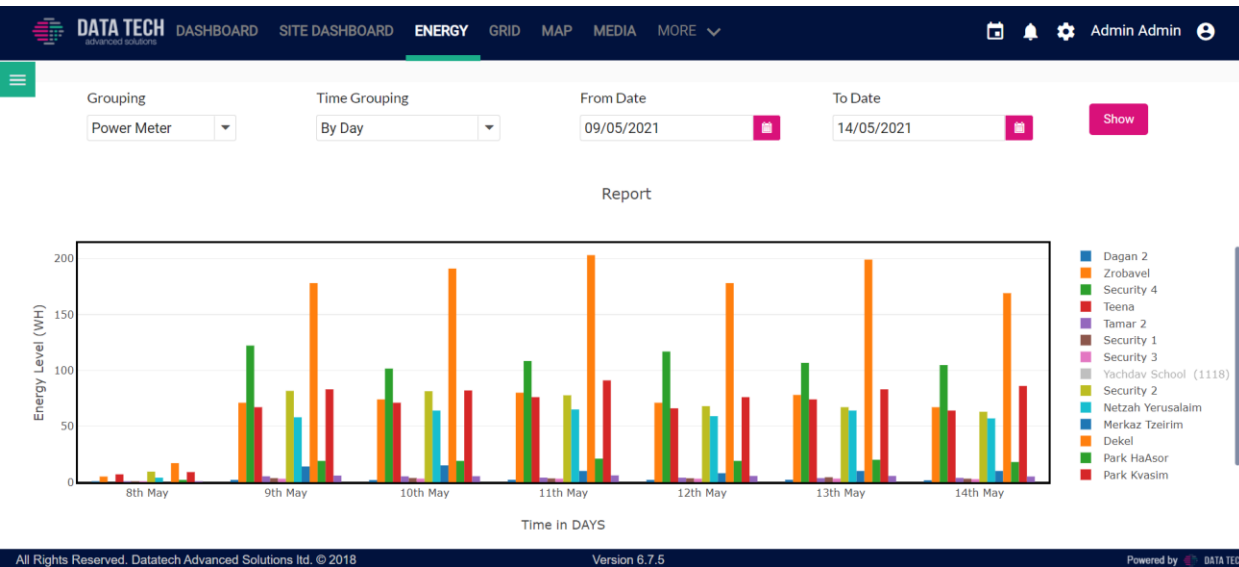 DATA TECH
advanced solutions
DASHBOARD SITE DASHBOARD ENERGY GRID MAP MEDIA MORE Admin Admin
Grouping Time Grouping From Date To Date
Power Meter By Day 09/05/2021 14/05/2021 Show
Report
Energy Level (WH)
200
150
100
50
0
8th May 9th May 10th May 11th May 12th May 13th May 14th May
Time in DAYS
Dagan 2
Zrobavel
Security 4
Teena
Tamar 2
Security 1
Security 3
Yachdav School (1118)
Security 2
Netzah Yerusalaim
Merkaz Tzeirim
Dekel
Park HaAsor
Park Kvasim
All Rights Reserved. Datatech Advanced Solutions ltd. © 2018 Version 6.7.5 Powered by DATA TEC